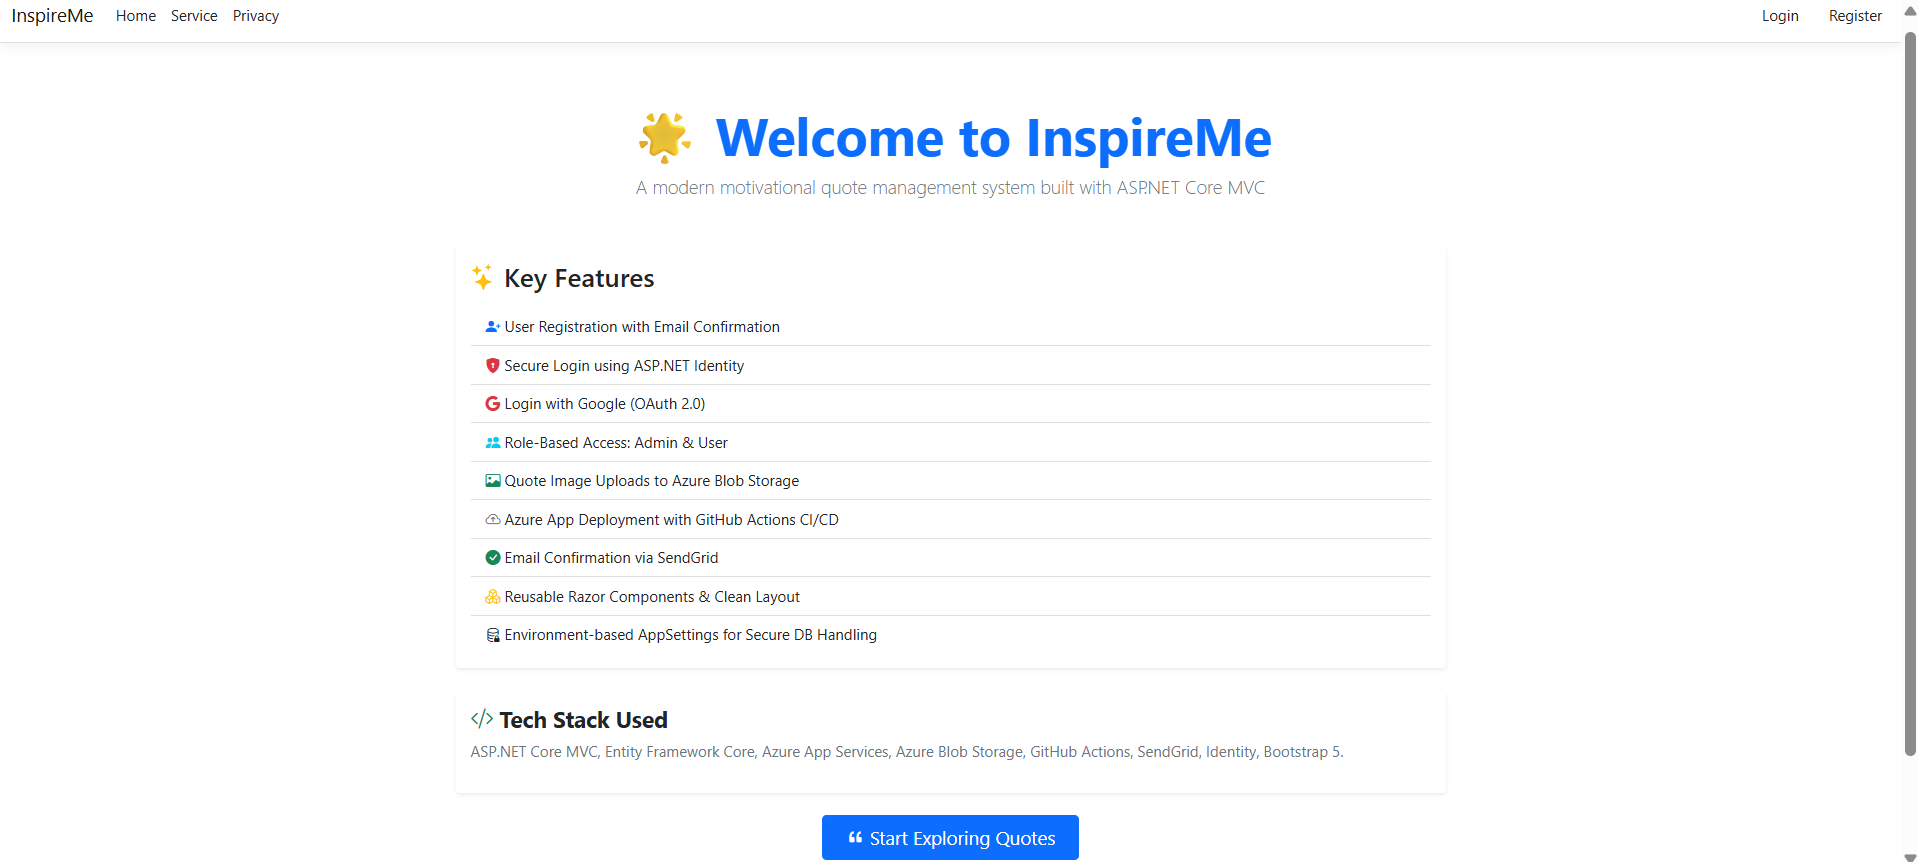 InspireMe Home Service Privacy Login Register
Welcome to InspireMe
A modern motivational quote management system built with ASP.NET Core MVC
Key Features
User Registration with Email Confirmation
Secure Login using ASP.NET Identity
Login with Google (OAuth 2.0)
Role-Based Access: Admin & User
Quote Image Uploads to Azure Blob Storage
Azure App Deployment with GitHub Actions CI/CD
Email Confirmation via SendGrid
Reusable Razor Components & Clean Layout
Environment-based AppSettings for Secure DB Handling
Tech Stack Used
ASP.NET Core MVC, Entity Framework Core, Azure App Services, Azure Blob Storage, GitHub Actions, SendGrid, Identity, Bootstrap 5.
Start Exploring Quotes